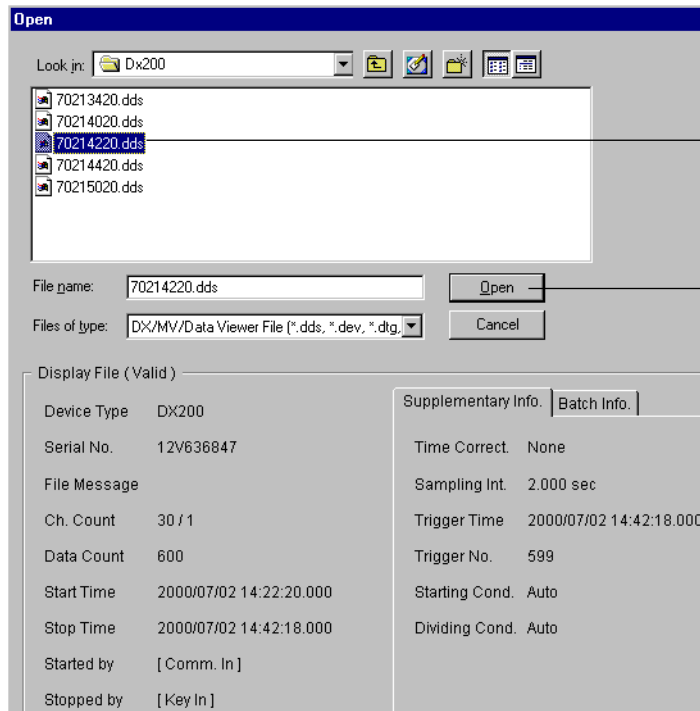 Open
Look in: Dx200
70213420.dds
70214020.dds
70214220.dds
70214420.dds
70215020.dds
File name: 70214220.dds Open
Files of type: DX/MV/Data Viewer File (*.dds, *.dev, *.dtg, Cancel
Display File ( Valid )
Device Type DX200
Serial No. 12V636847
File Message
Ch. Count 30 / 1
Data Count 600
Start Time 2000/07/02 14:22:20.000
Stop Time 2000/07/02 14:42:18.000
Started by [ Comm. In ]
Stopped by [ Key In ]
Supplementary Info. Batch Info.
Time Correct. None
Sampling Int. 2.000 sec
Trigger Time 2000/07/02 14:42:18.000
Trigger No. 599
Starting Cond. Auto
Dividing Cond. Auto